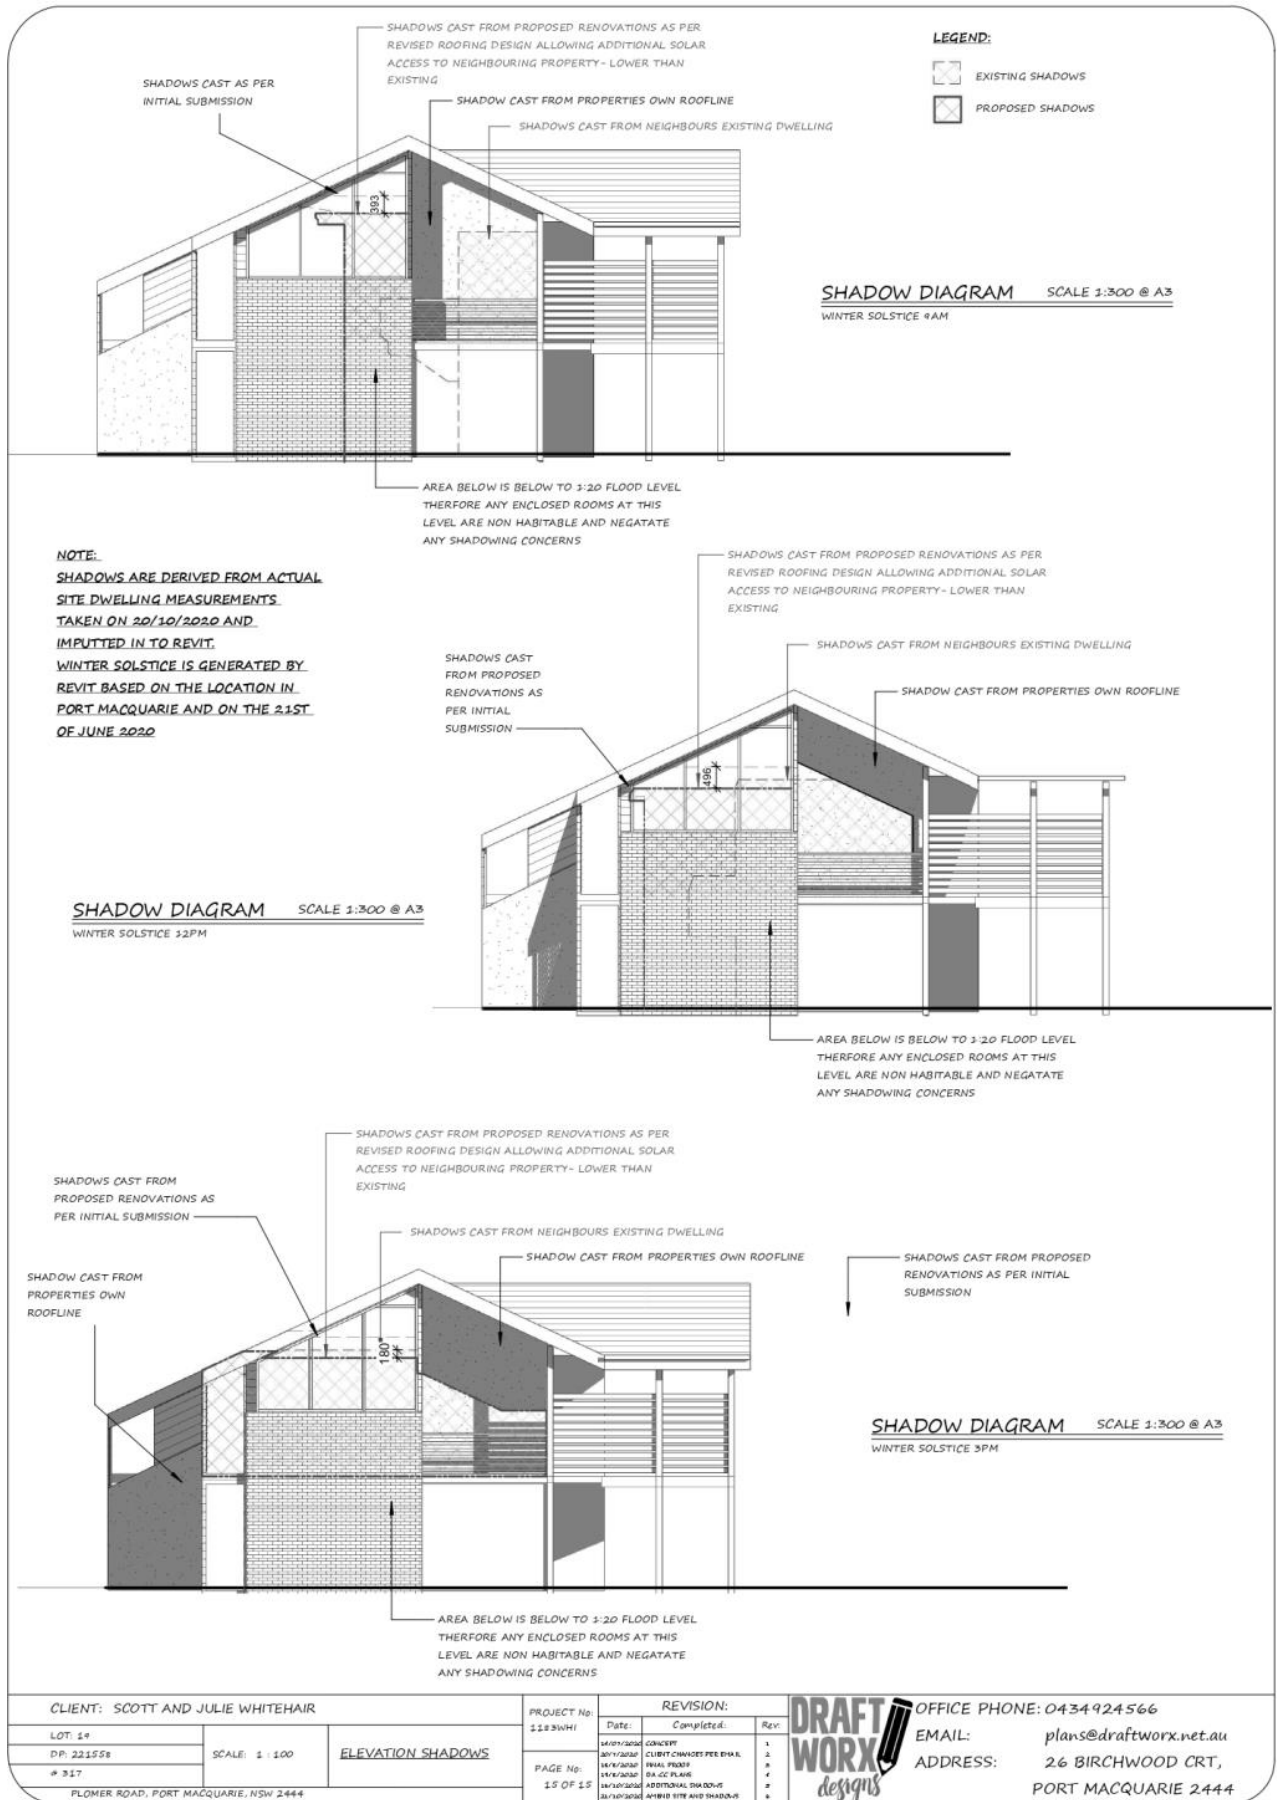 SHADOWS CAST FROM PROPOSED RENOVATIONS AS PER
REVISED ROOFING DESIGN ALLOWING ADDITIONAL SOLAR
ACCESS TO NEIGHBOURING PROPERTY- LOWER THAN
EXISTING
LEGEND:
EXISTING SHADOWS
PROPOSED SHADOWS
SHADOWS CAST AS PER
INITIAL SUBMISSION
SHADOW CAST FROM PROPERTIES OWN ROOFLINE
SHADOWS CAST FROM NEIGHBOURS EXISTING DWELLING
393
SHADOW DIAGRAM SCALE 1:300 @ A3
WINTER SOLSTICE 9AM
AREA BELOW IS BELOW TO 1:20 FLOOD LEVEL
THERFORE ANY ENCLOSED ROOMS AT THIS
LEVEL ARE NON HABITABLE AND NEGATATE
ANY SHADOWING CONCERNS
NOTE:
SHADOWS ARE DERIVED FROM ACTUAL
SITE DWELLING MEASUREMENTS
TAKEN ON 20/10/2020 AND
IMPUTTED IN TO REVIT.
WINTER SOLSTICE IS GENERATED BY
REVIT BASED ON THE LOCATION IN
PORT MACQUARIE AND ON THE 21ST
OF JUNE 2020
SHADOWS CAST FROM PROPOSED RENOVATIONS AS PER
REVISED ROOFING DESIGN ALLOWING ADDITIONAL SOLAR
ACCESS TO NEIGHBOURING PROPERTY- LOWER THAN
EXISTING
SHADOWS CAST FROM NEIGHBOURS EXISTING DWELLING
SHADOWS CAST
FROM PROPOSED
RENOVATIONS AS
PER INITIAL
SUBMISSION
SHADOW CAST FROM PROPERTIES OWN ROOFLINE
496
SHADOW DIAGRAM SCALE 1:300 @ A3
WINTER SOLSTICE 12PM
AREA BELOW IS BELOW TO 1:20 FLOOD LEVEL
THERFORE ANY ENCLOSED ROOMS AT THIS
LEVEL ARE NON HABITABLE AND NEGATATE
ANY SHADOWING CONCERNS
SHADOWS CAST FROM PROPOSED RENOVATIONS AS PER
REVISED ROOFING DESIGN ALLOWING ADDITIONAL SOLAR
ACCESS TO NEIGHBOURING PROPERTY- LOWER THAN
EXISTING
SHADOWS CAST FROM
PROPOSED RENOVATIONS AS
PER INITIAL SUBMISSION
SHADOWS CAST FROM NEIGHBOURS EXISTING DWELLING
SHADOW CAST FROM PROPERTIES OWN ROOFLINE
SHADOWS CAST FROM PROPOSED
RENOVATIONS AS PER INITIAL
SUBMISSION
SHADOW CAST FROM
PROPERTIES OWN
ROOFLINE
180
SHADOW DIAGRAM SCALE 1:300 @ A3
WINTER SOLSTICE 3PM
AREA BELOW IS BELOW TO 1:20 FLOOD LEVEL
THERFORE ANY ENCLOSED ROOMS AT THIS
LEVEL ARE NON HABITABLE AND NEGATATE
ANY SHADOWING CONCERNS
CLIENT: SCOTT AND JULIE WHITEHAIR
LOT: 19
DP: 221558
# 317
PLOMER ROAD, PORT MACQUARIE, NSW 2444
SCALE: 1 : 100
ELEVATION SHADOWS
PROJECT No:
1183WHI
PAGE No:
15 OF 15
REVISION:
Date: Completed: Rev:
CONCEPT 1
CLIENT CHANGES PER EMAIL 2
FINAL PROOF 3
DA-CC PLANS 4
ADDITIONAL SHADOWS 5
AMEND SITE AND SHADOWS 6
DRAFT
WORX
designs
OFFICE PHONE: 0434924566
EMAIL: plans@draftworx.net.au
ADDRESS: 26 BIRCHWOOD CRT,
PORT MACQUARIE 2444